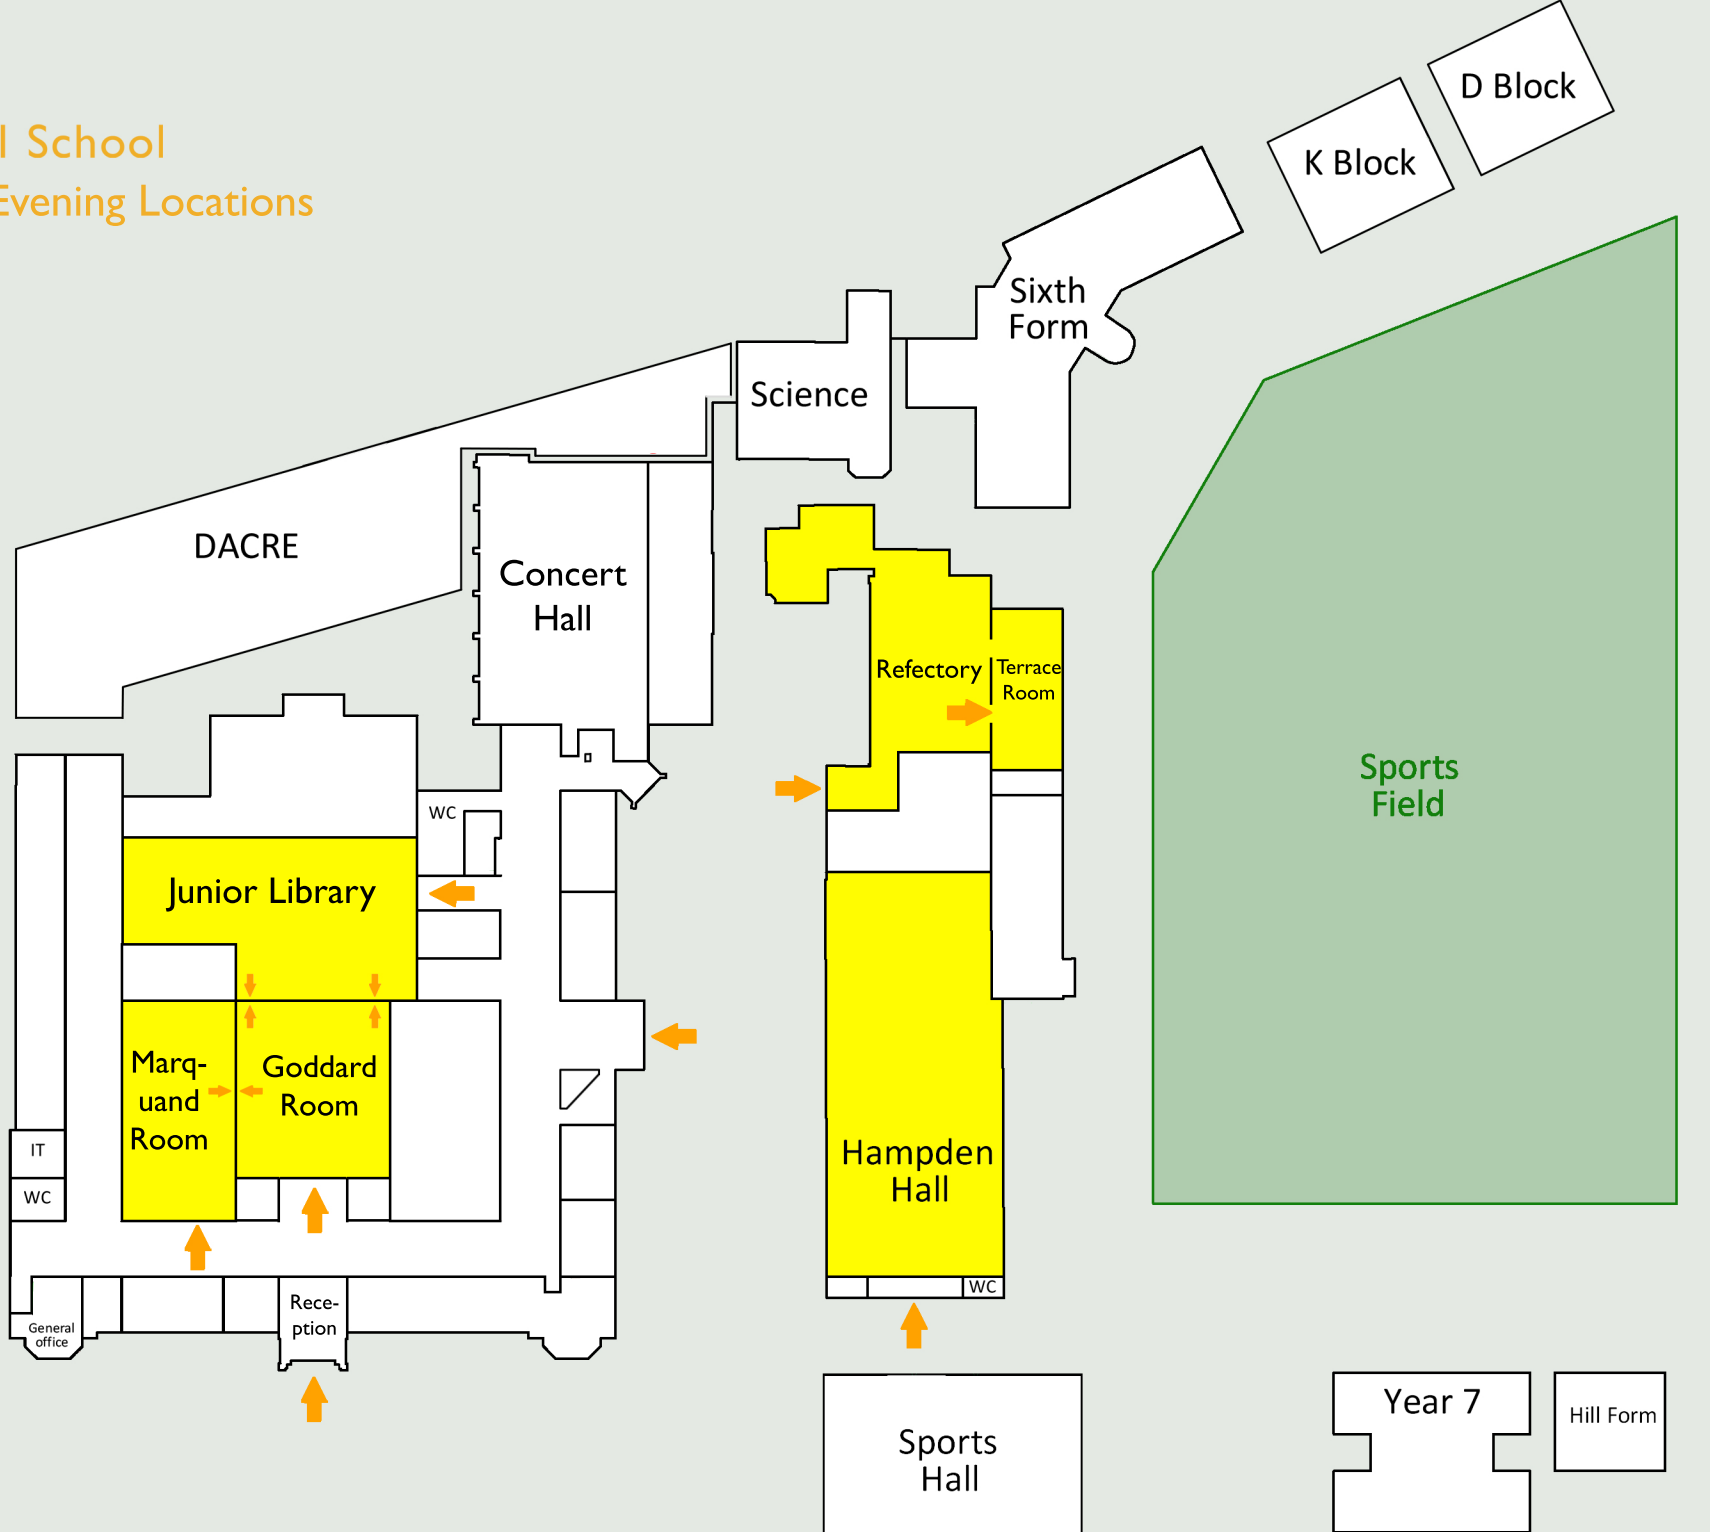 l School
Evening Locations
D Block
K Block
Sixth
Form
Science
DACRE
Concert
Hall
Refectory
Terrace
Room
Sports
Field
WC
Junior Library
Marq-
uand
Room
Goddard
Room
Hampden
Hall
IT
WC
WC
Rece-
ption
General
office
Sports
Hall
Year 7
Hill Form